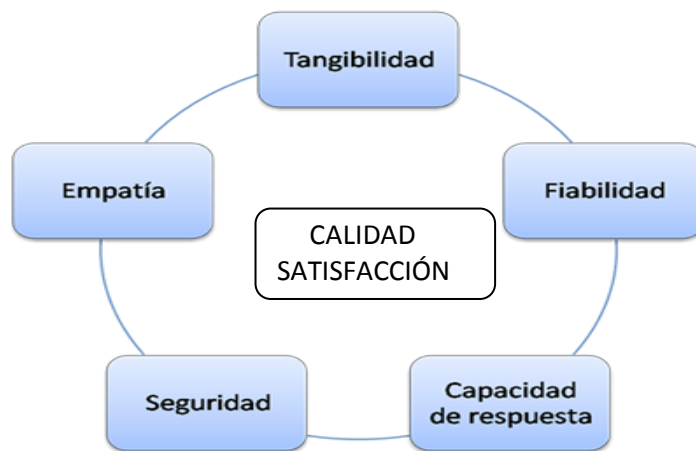 Tangibilidad
Empatía
Fiabilidad
CALIDAD
SATISFACCIÓN
Seguridad
Capacidad
de respuesta